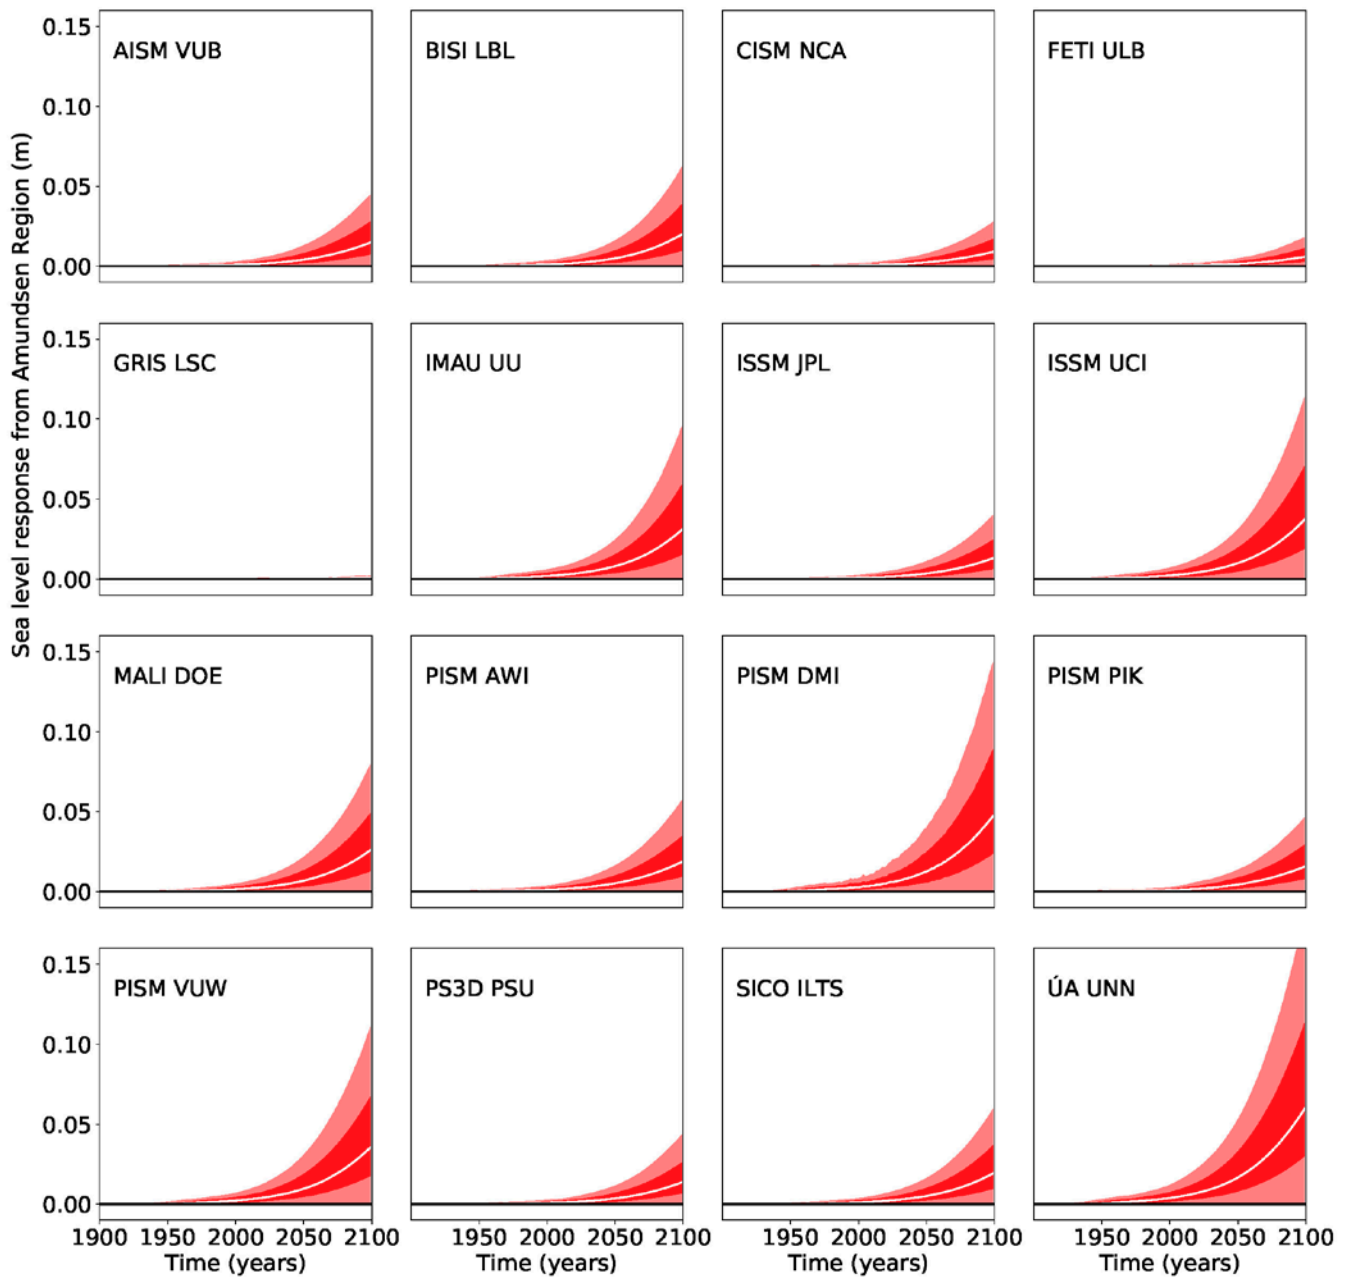 Sea level response from Amundsen Region (m)
0.15
0.10
0.05
0.00
AISM VUB
BISI LBL
CISM NCA
FETI ULB
0.15
0.10
0.05
0.00
GRIS LSC
IMAU UU
ISSM JPL
ISSM UCI
0.15
0.10
0.05
0.00
MALI DOE
PISM AWI
PISM DMI
PISM PIK
0.15
0.10
0.05
0.00
PISM VUW
PS3D PSU
SICO ILTS
ÚA UNN
1900 1950 2000 2050 2100
1950 2000 2050 2100
1950 2000 2050 2100
1950 2000 2050 2100
Time (years)
Time (years)
Time (years)
Time (years)